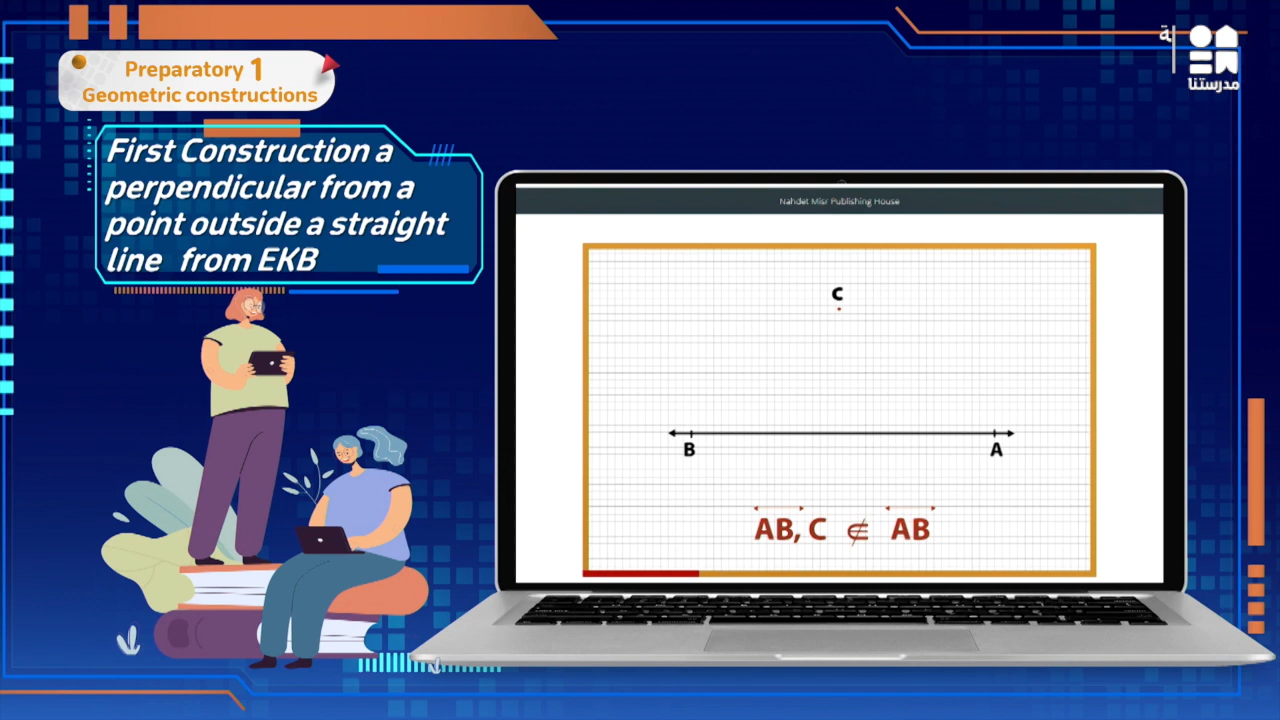 Preparatory 1
Geometric constructions
First Construction a
perpendicular from a
point outside a straight
line from EKB
مدرستنا
Nahdet Misr Publishing House
C
B
A
AB, C ∉ AB